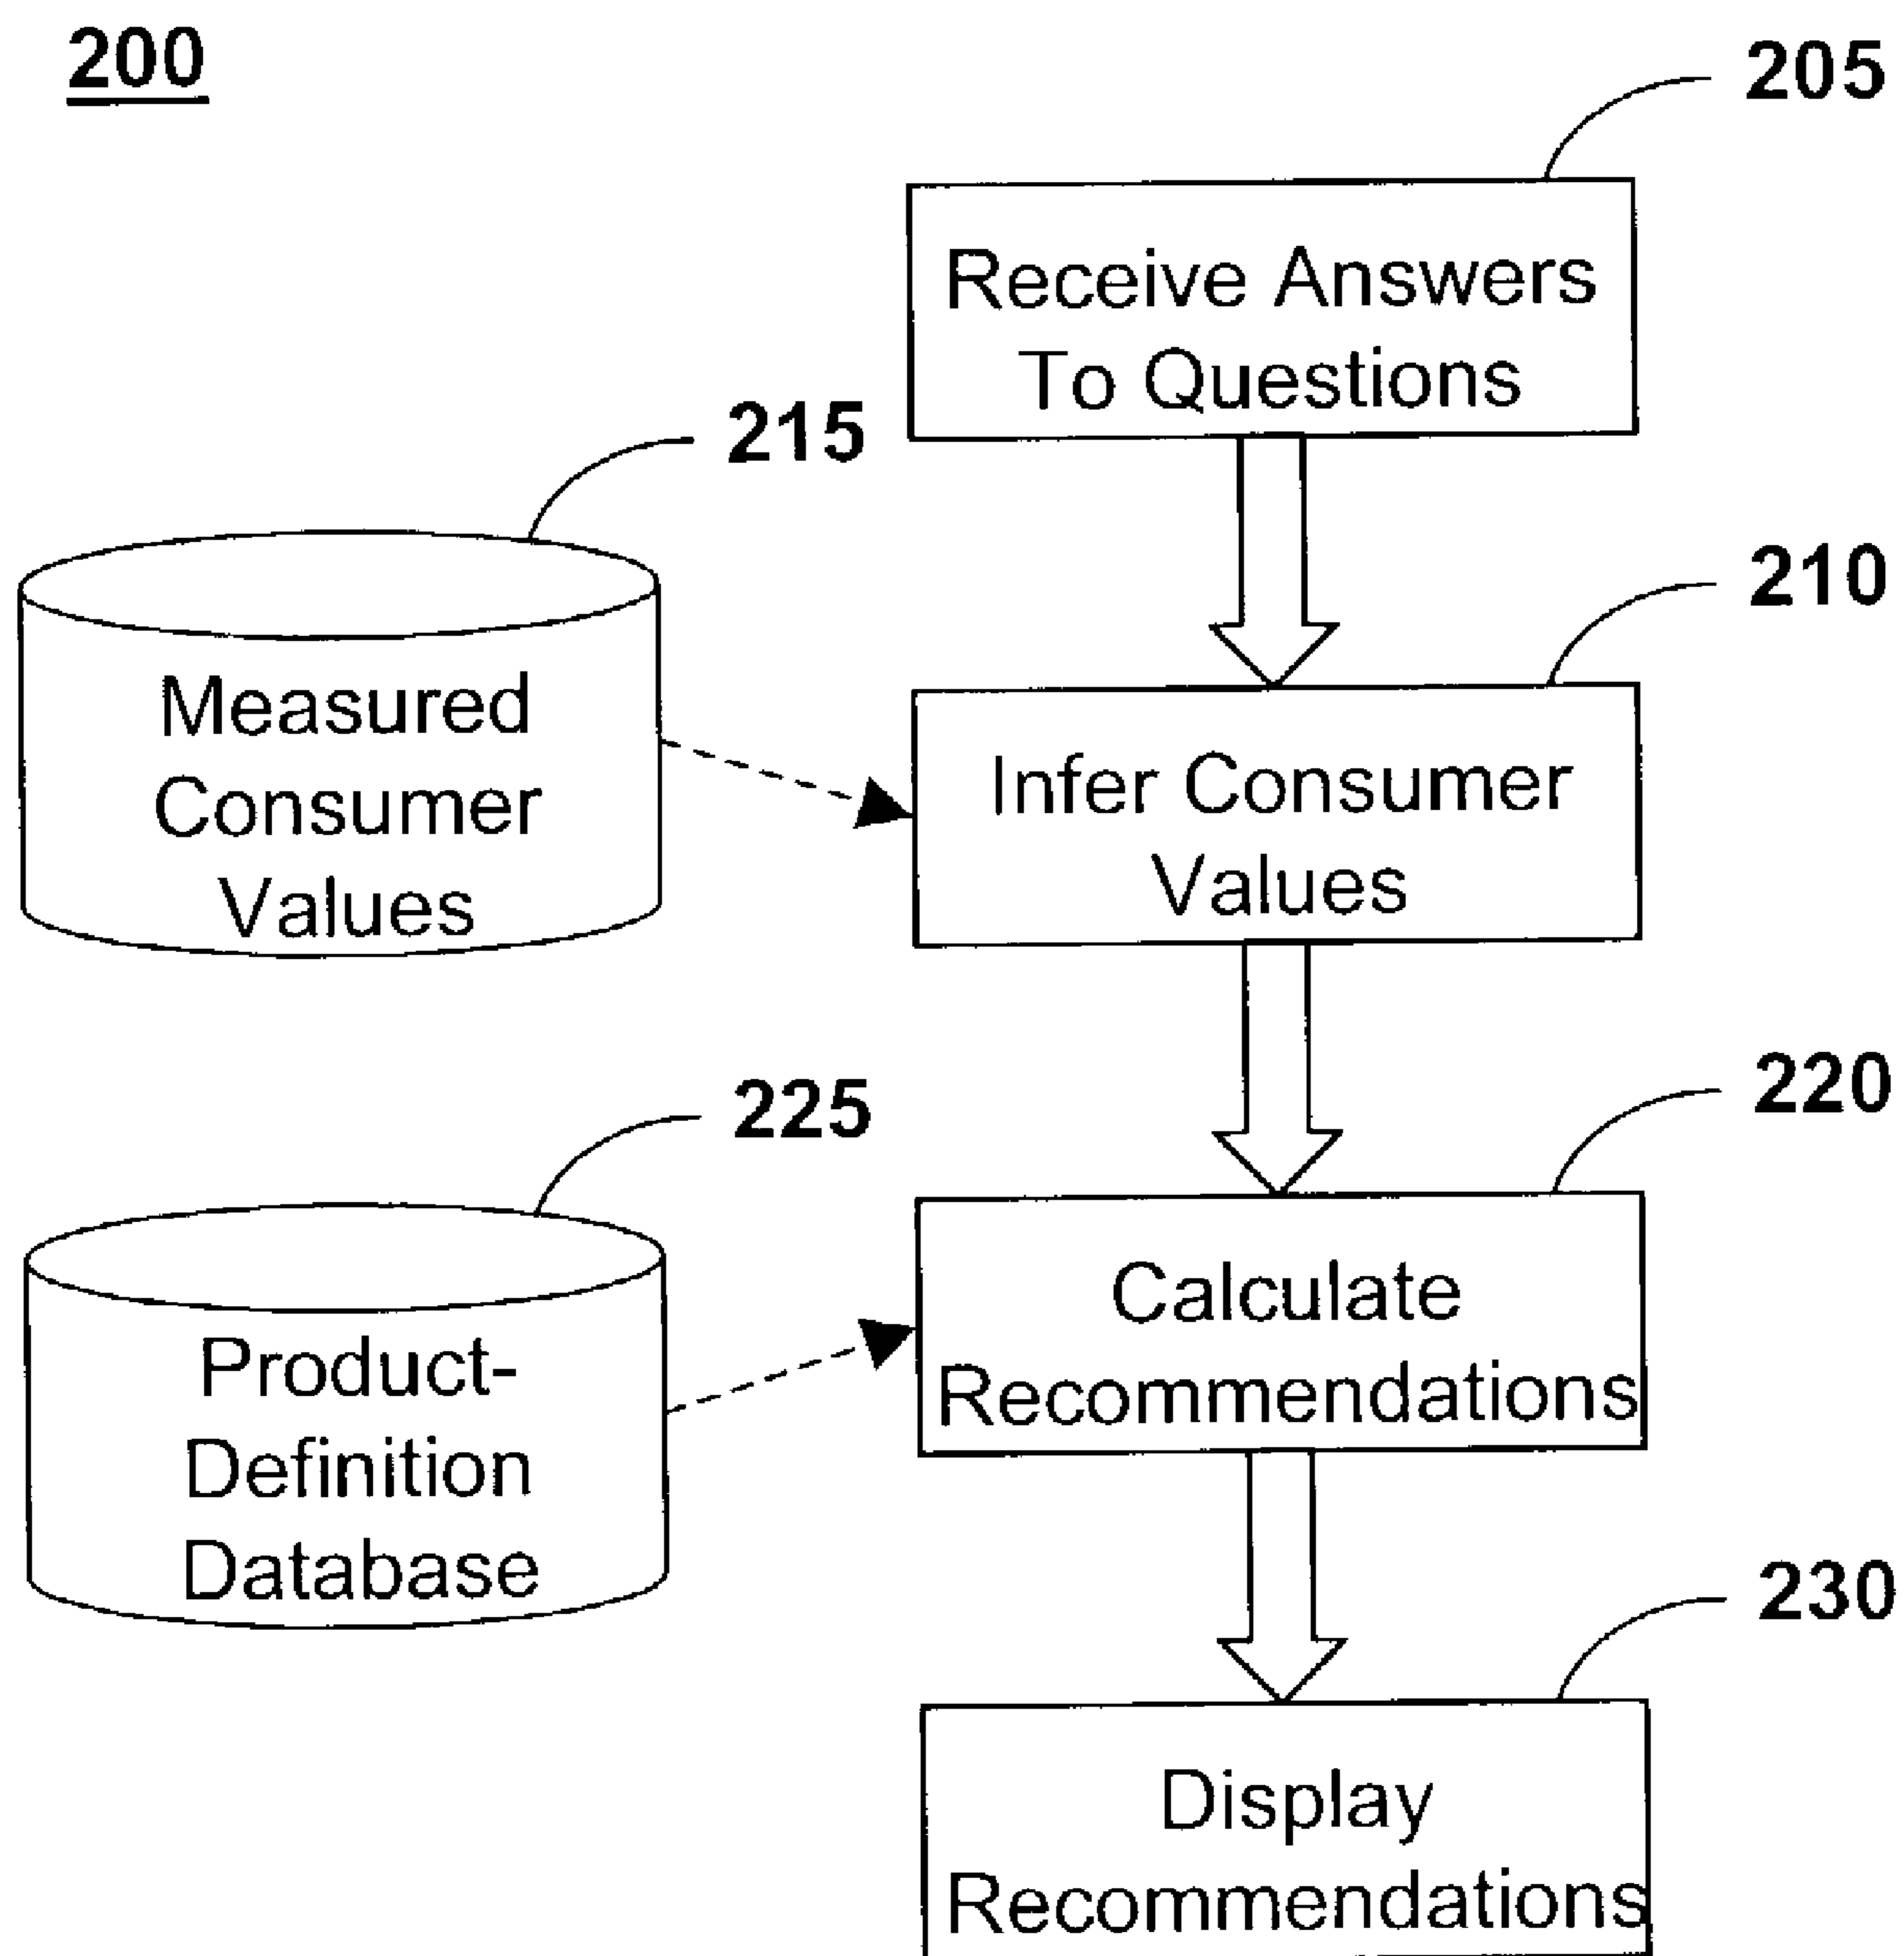 200
205
Receive Answers
To Questions
215
210
Measured
Consumer
Values
Infer Consumer
Values
220
225
Calculate
Recommendations
Product-
Definition
Database
230
Display
Recommendations